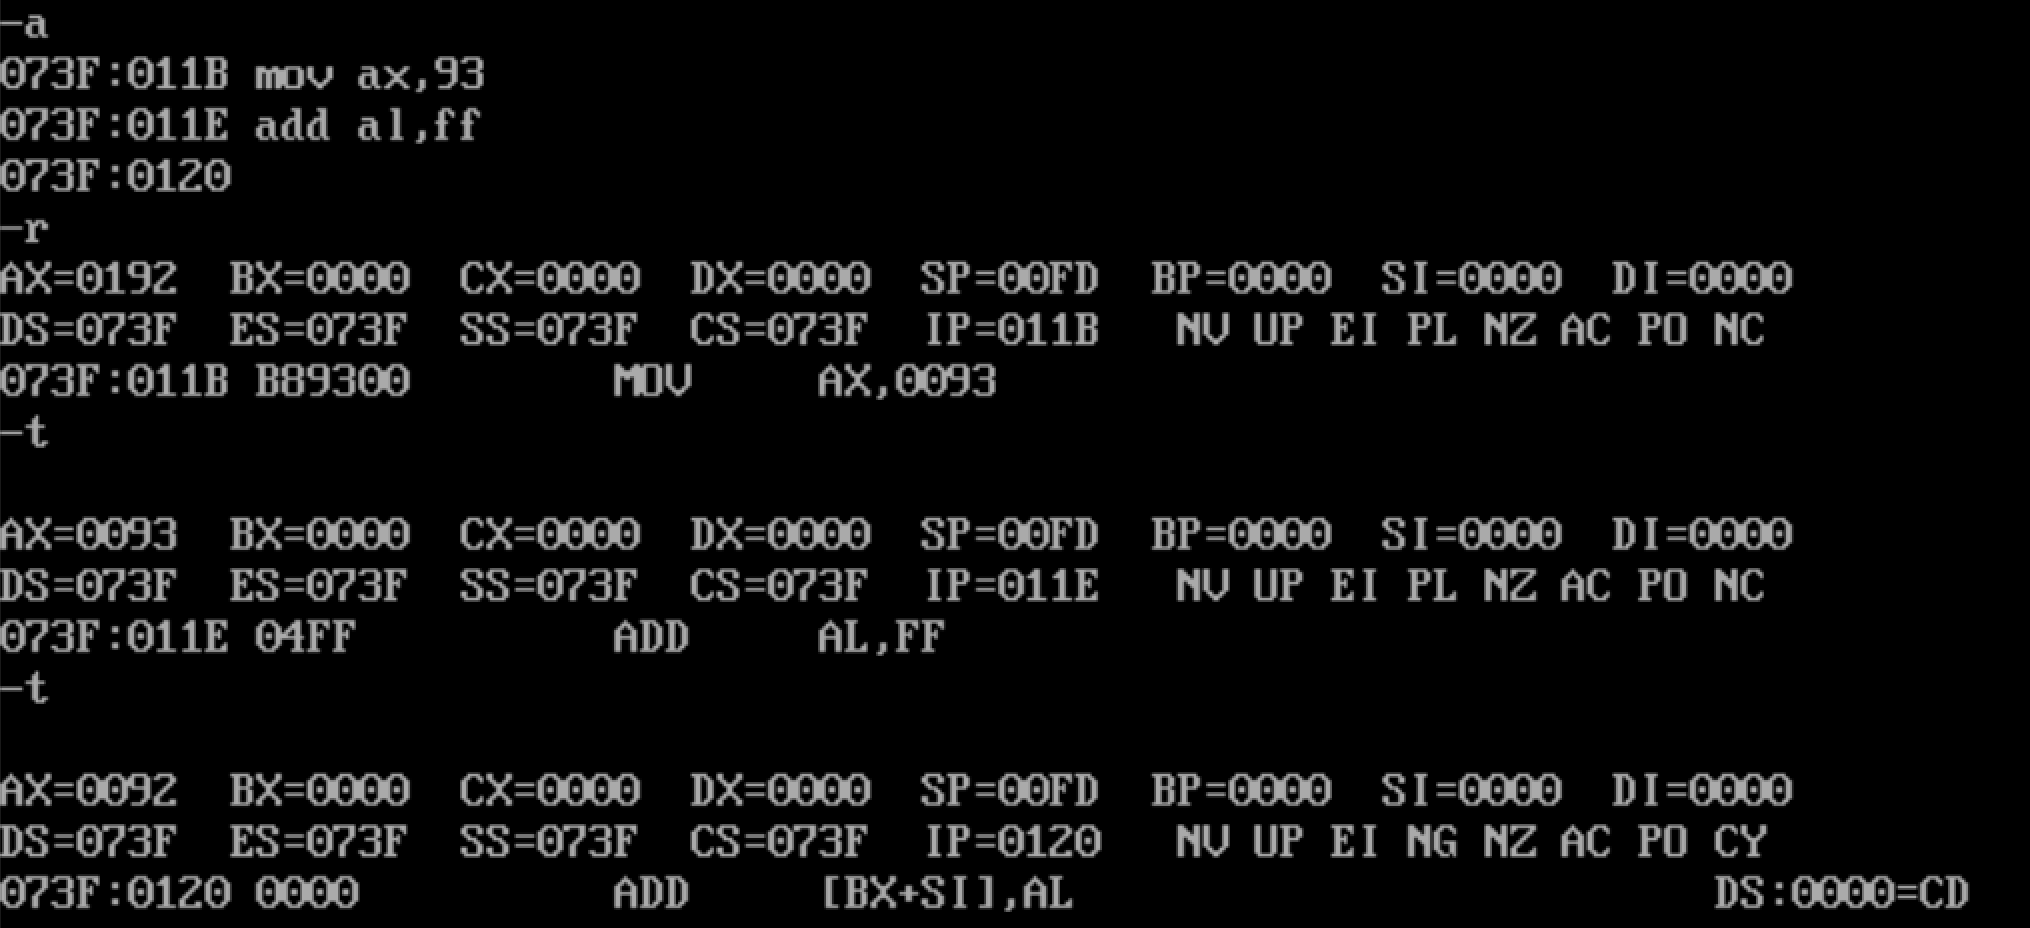 -a
073F:011B mov ax,93
073F:011E add al,ff
073F:0120
-r
AX=0192  BX=0000  CX=0000  DX=0000  SP=00FD  BP=0000  SI=0000  DI=0000
DS=073F  ES=073F  SS=073F  CS=073F  IP=011B   NV UP EI PL NZ AC PO NC
073F:011B B89300        MOV     AX,0093
-t
AX=0093  BX=0000  CX=0000  DX=0000  SP=00FD  BP=0000  SI=0000  DI=0000
DS=073F  ES=073F  SS=073F  CS=073F  IP=011E   NV UP EI PL NZ AC PO NC
073F:011E 04FF          ADD     AL,FF
-t
AX=0092  BX=0000  CX=0000  DX=0000  SP=00FD  BP=0000  SI=0000  DI=0000
DS=073F  ES=073F  SS=073F  CS=073F  IP=0120   NV UP EI NG NZ AC PO CY
073F:0120 0000          ADD     [BX+SI],AL                         DS:0000=CD